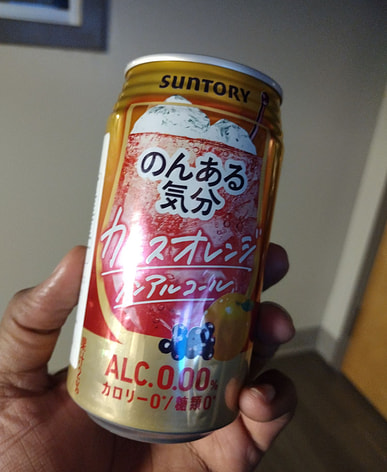 SUNTORY
のんある
気分
カシスオレンジ
ノンアルコール
ALC.0.00%
カロリー0※/糖類0※